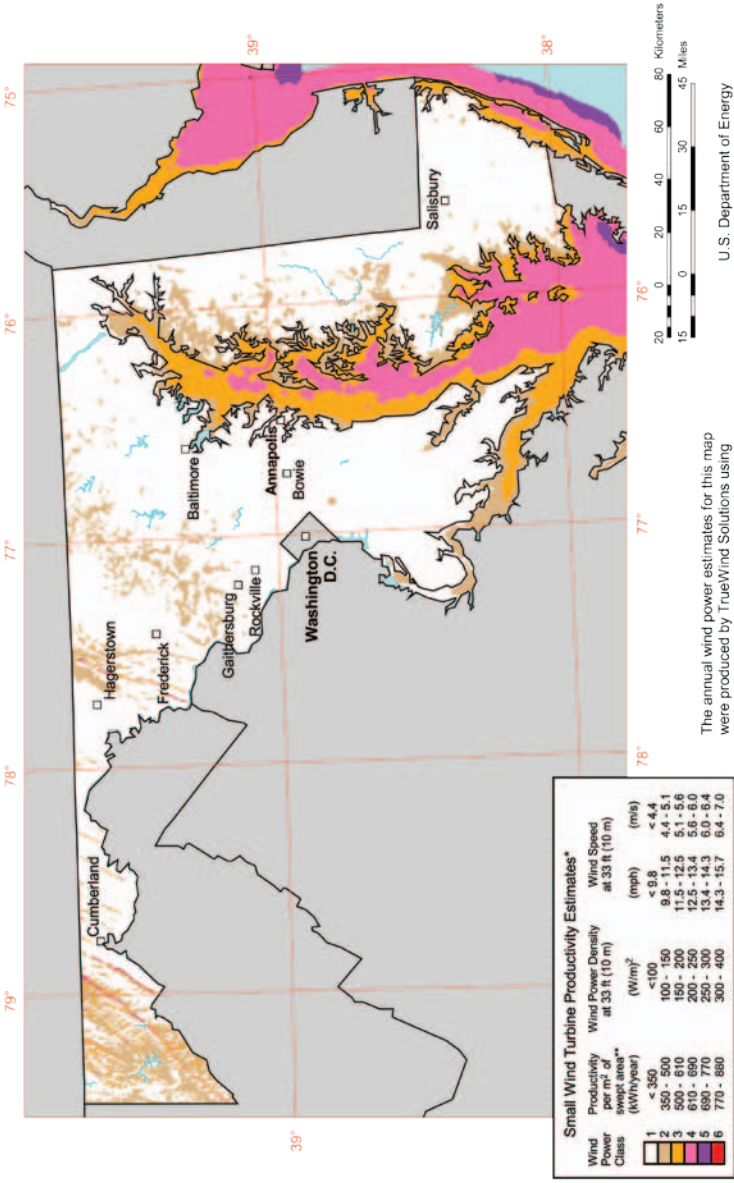 79°
78°
77°
76°
75°
39°
39°
38°
79°
78°
77°
76°
Cumberland
Hagerstown
Frederick
Gaithersburg
Rockville
Washington
D.C.
Baltimore
Annapolis
Bowie
Salisbury
Small Wind Turbine Productivity Estimates*
Wind Power Class
Productivity per m² of swept area** (kWh/year)
Wind Power Density at 33 ft (10 m) (W/m)²
Wind Speed at 33 ft (10 m)
(mph) (m/s)
1 < 350 <100 < 9.8 < 4.4
2 350 - 500 100 - 150 9.8 - 11.5 4.4 - 5.1
3 500 - 610 150 - 200 11.5 - 12.5 5.1 - 5.6
4 610 - 690 200 - 250 12.5 - 13.4 5.6 - 6.0
5 690 - 770 250 - 300 13.4 - 14.3 6.0 - 6.4
6 770 - 880 300 - 400 14.3 - 15.7 6.4 - 7.0
The annual wind power estimates for this map
were produced by TrueWind Solutions using
20 0 20 40 60 80 Kilometers
15 0 15 30 45 Miles
U.S. Department of Energy